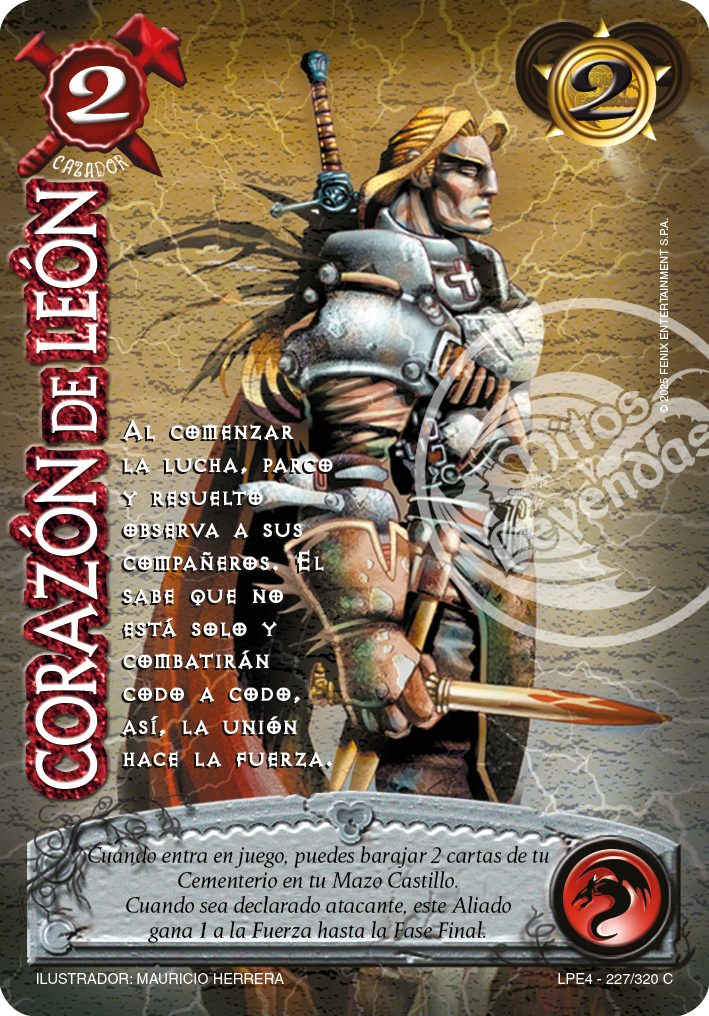 2
CAZADOR
2
CORAZÓN DE LEÓN
© 2025 FENIX ENTERTAINMENT S.P.A.
Mitos
y
Leyendas
AL COMENZAR
LA LUCHA, PARCO
Y RESUELTO
OBSERVA A SUS
COMPAÑEROS. EL
SABE QUE NO
ESTÁ SOLO Y
COMBATIRÁN
CODO A CODO,
ASÍ, LA UNIÓN
HACE LA FUERZA.
Cuando entra en juego, puedes barajar 2 cartas de tu
Cementerio en tu Mazo Castillo.
Cuando sea declarado atacante, este Aliado
gana 1 a la Fuerza hasta la Fase Final.
ILUSTRADOR: MAURICIO HERRERA
LPE4 - 227/320 C